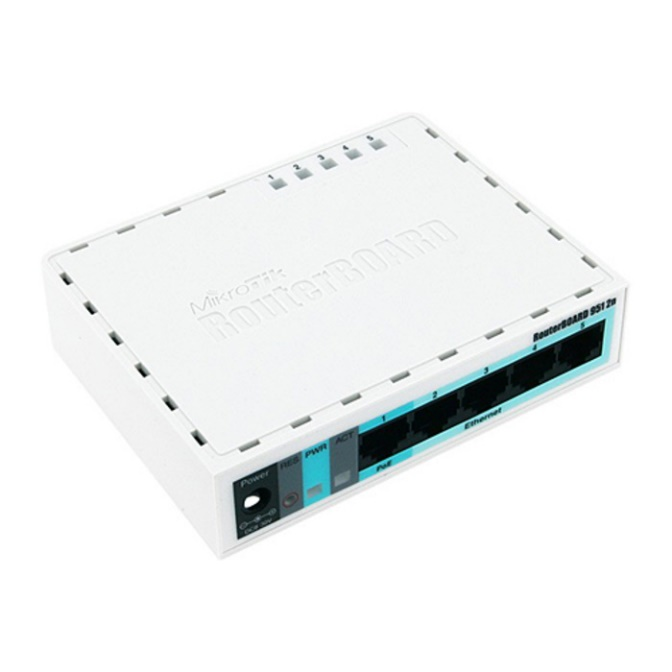 1 2 3 4 5
MikroTik
RouterBOARD
RouterBOARD 951 2n
1 2 3 4 5
Ethernet
PoE
Power
RES
PWR
ACT